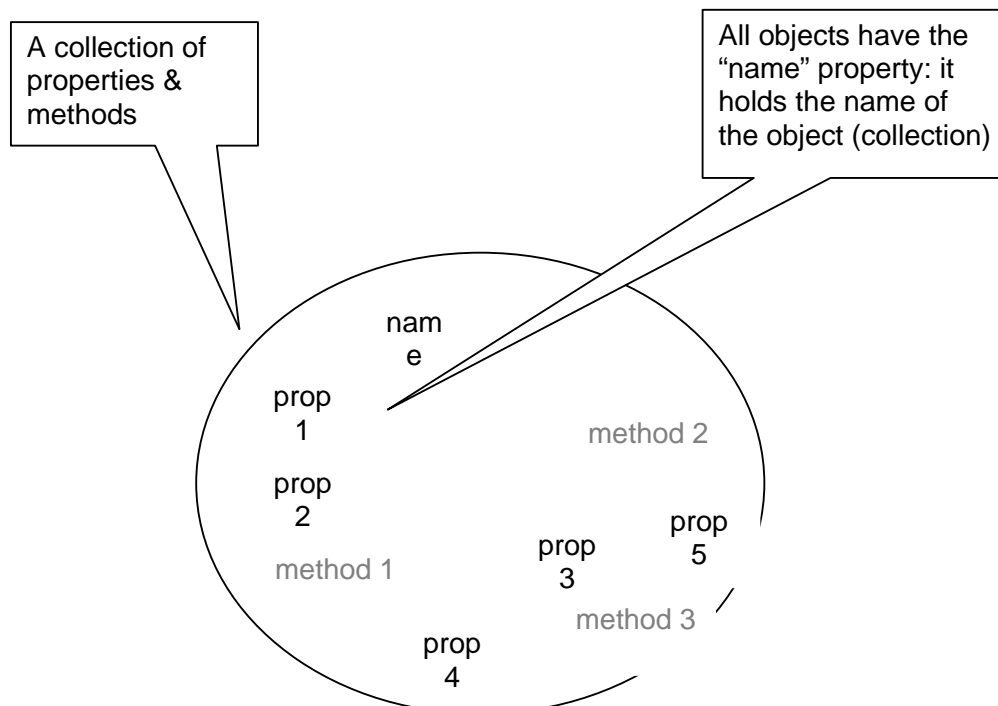 A collection of
properties &
methods
All objects have the
“name” property: it
holds the name of
the object (collection)
nam
e
prop
1
method 2
prop
2
prop
5
prop
3
method 1
method 3
prop
4